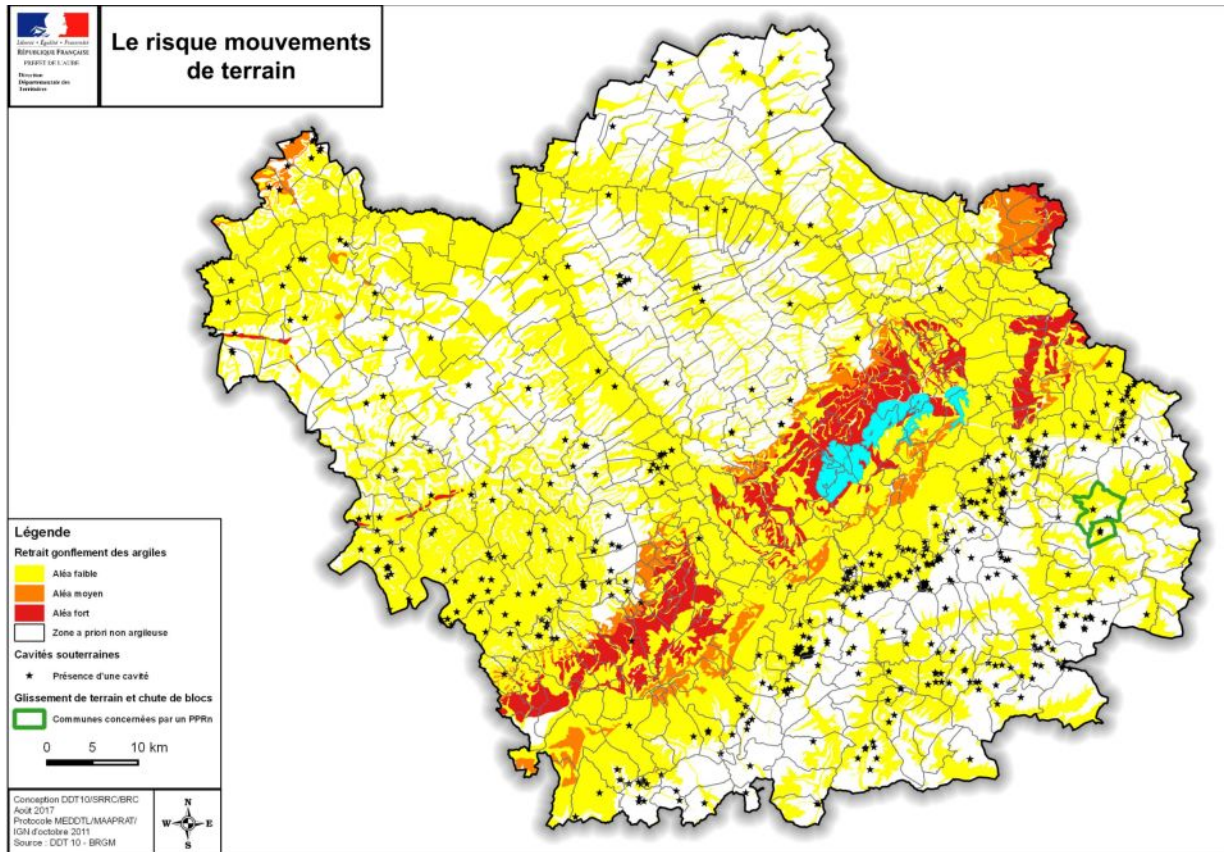 Liberté • Égalité • Fraternité
RÉPUBLIQUE FRANÇAISE
PREFET DE L'AUBE
Direction
Départementale des
Territoires
Le risque mouvements
de terrain
Légende
Retrait gonflement des argiles
Aléa faible
Aléa moyen
Aléa fort
Zone a priori non argileuse
Cavités souterraines
Présence d'une cavité
Glissement de terrain et chute de blocs
Communes concernées par un PPRn
0 5 10 km
Conception DDT10/SRRC/BRC
Août 2017
Protocole MEDDTL/MAAPRAT/
IGN d'octobre 2011
Source : DDT 10 - BRGM
N
W E
S